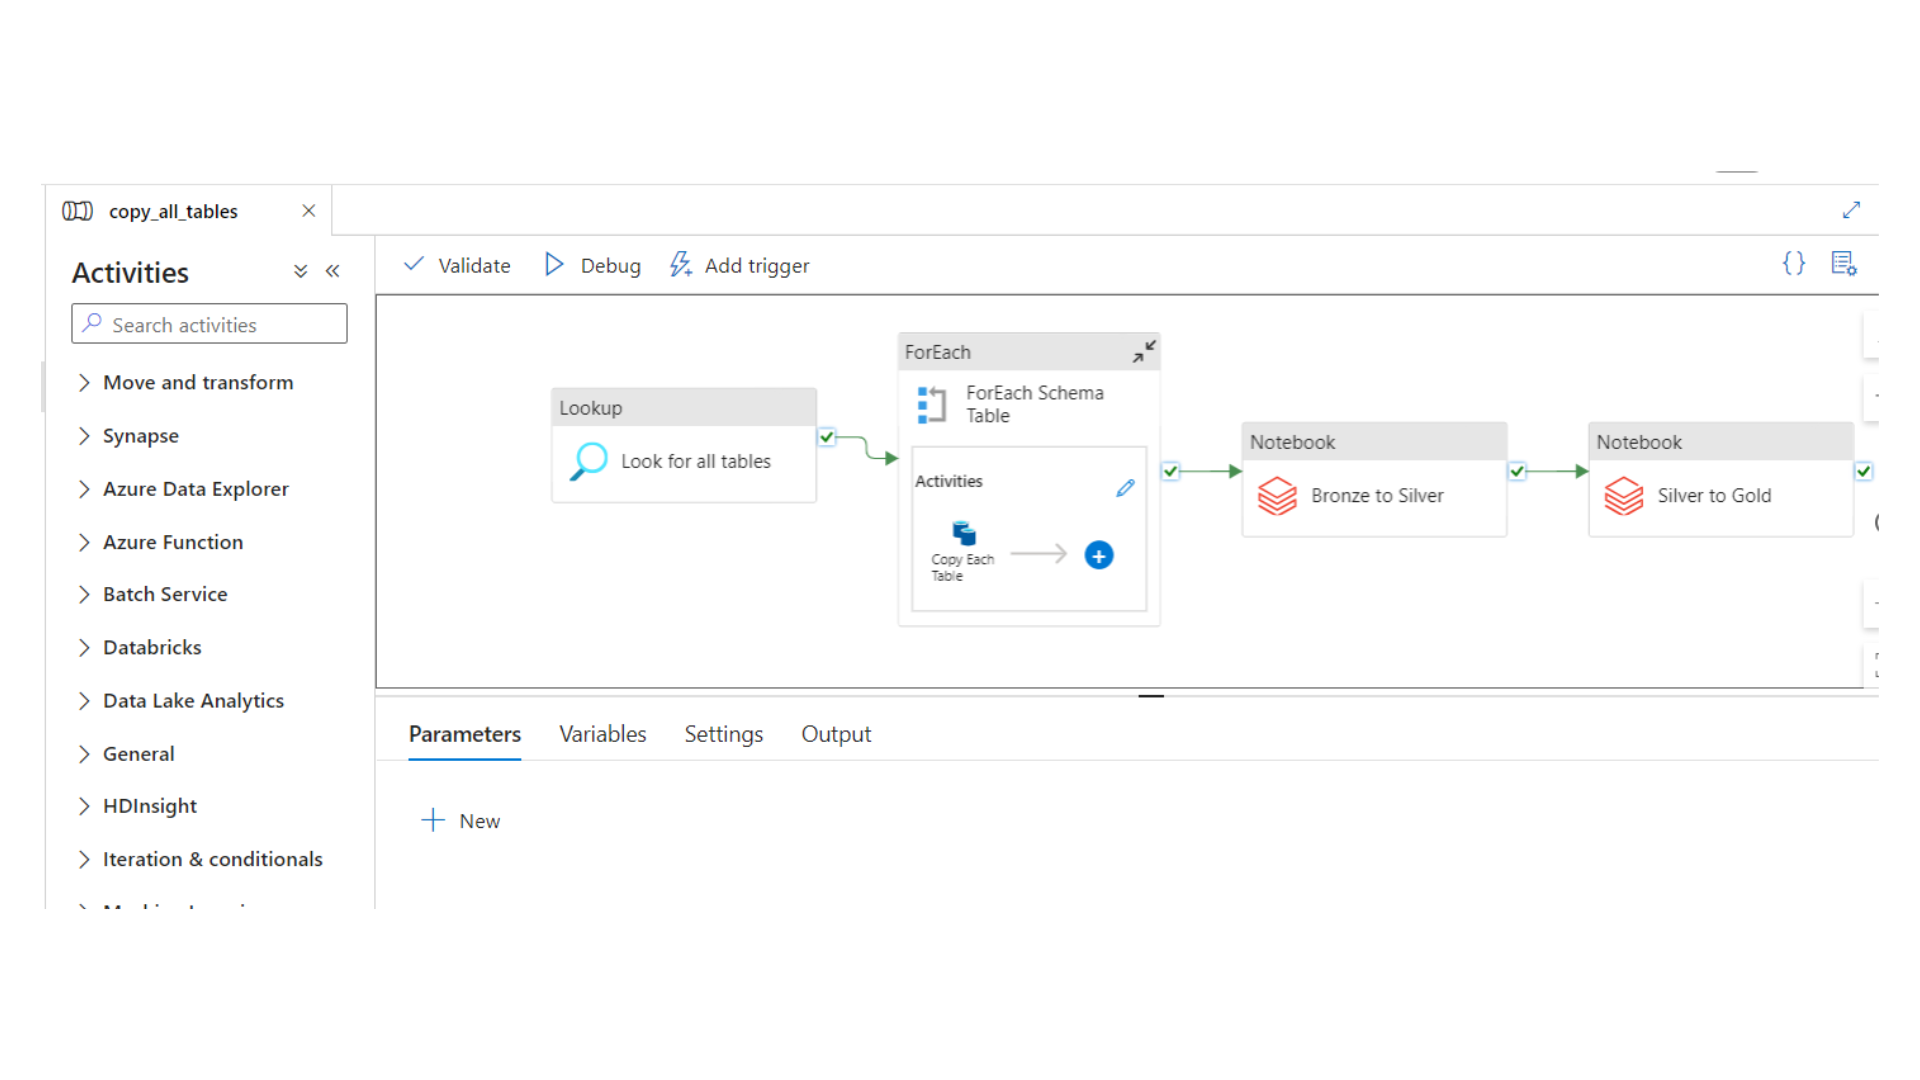 copy_all_tables
Activities
Search activities
Move and transform
Synapse
Azure Data Explorer
Azure Function
Batch Service
Databricks
Data Lake Analytics
General
HDInsight
Iteration & conditionals
Validate
Debug
Add trigger
{}
Lookup
Look for all tables
ForEach
ForEach Schema
Table
Activities
Copy Each
Table
Notebook
Bronze to Silver
Notebook
Silver to Gold
Parameters
Variables
Settings
Output
New